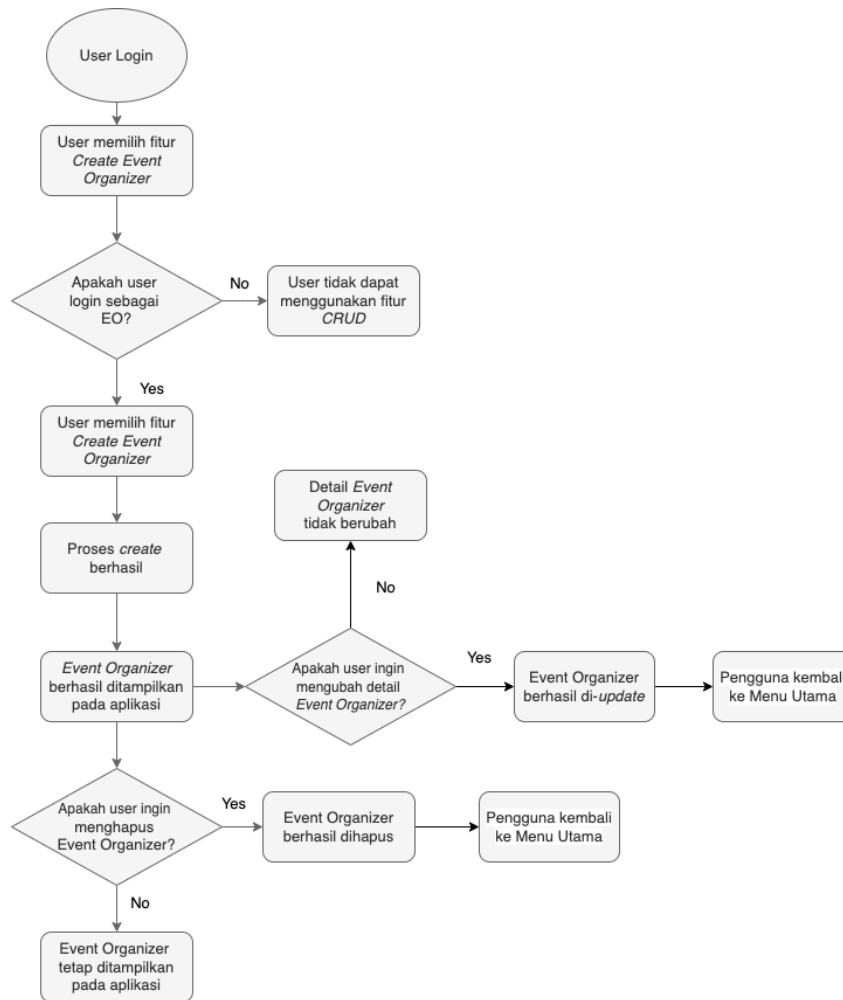 User Login
User memilih fitur
Create Event
Organizer
Apakah user
login sebagai
EO?
No
User tidak dapat
menggunakan fitur
CRUD
Yes
User memilih fitur
Create Event
Organizer
Proses create
berhasil
Detail Event
Organizer
tidak berubah
No
Event Organizer
berhasil ditampilkan
pada aplikasi
Apakah user ingin
mengubah detail
Event Organizer?
Yes
Event Organizer
berhasil di-update
Pengguna kembali
ke Menu Utama
Apakah user ingin
menghapus
Event Organizer?
Yes
Event Organizer
berhasil dihapus
Pengguna kembali
ke Menu Utama
No
Event Organizer
tetap ditampilkan
pada aplikasi